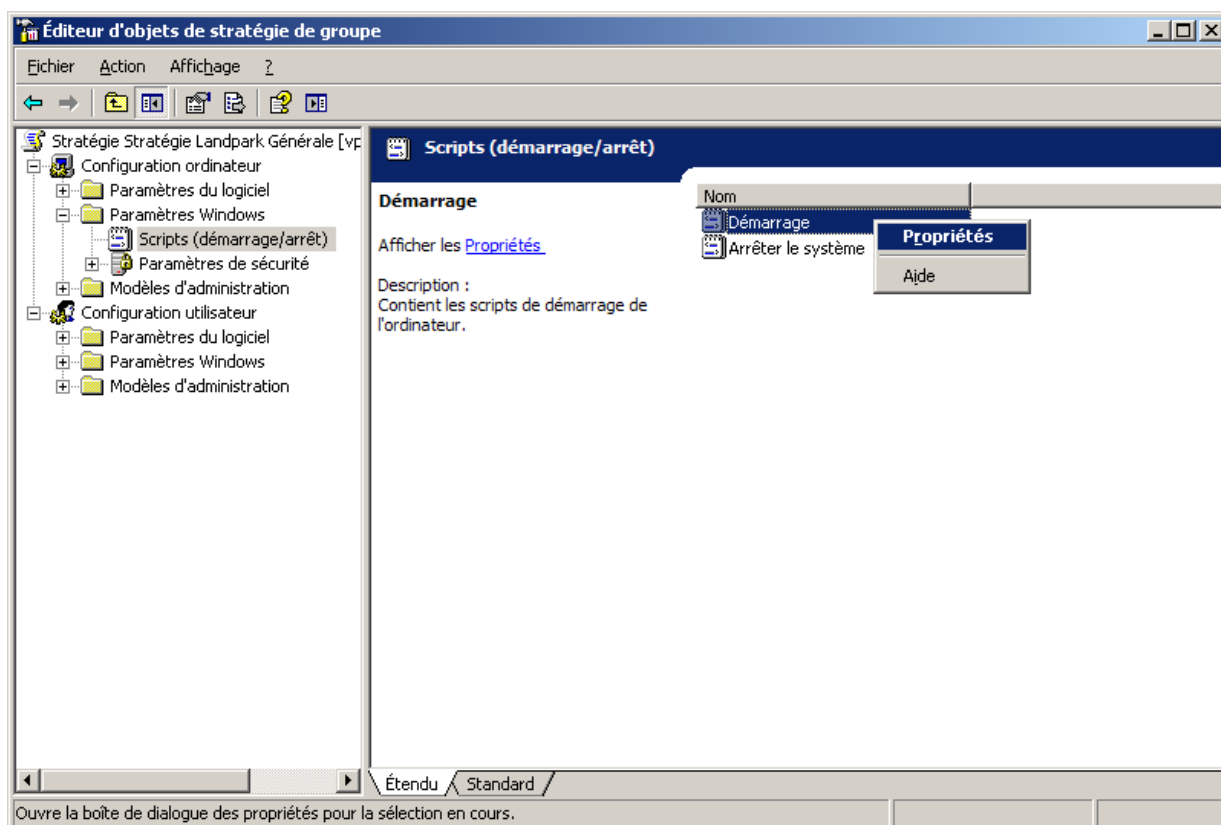 Éditeur d'objets de stratégie de groupe
Fichier Action Affichage ?
Stratégie Stratégie Landpark Générale [vp
Configuration ordinateur
Paramètres du logiciel
Paramètres Windows
Scripts (démarrage/arrêt)
Paramètres de sécurité
Modèles d'administration
Configuration utilisateur
Paramètres du logiciel
Paramètres Windows
Modèles d'administration
Scripts (démarrage/arrêt)
Démarrage
Afficher les Propriétés
Description :
Contient les scripts de démarrage de
l'ordinateur.
Nom
Démarrage
Arrêter le système
Propriétés
Aide
Étendu Standard
Ouvre la boîte de dialogue des propriétés pour la sélection en cours.